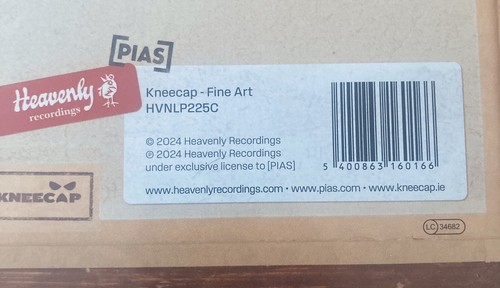 [PIAS]
Heavenly
recordings
Kneecap - Fine Art
HVNLP225C
© 2024 Heavenly Recordings
℗ 2024 Heavenly Recordings
under exclusive license to [PIAS]
5 400863 160166
www.heavenlyrecordings.com • www.pias.com • www.kneecap.ie
KNEECAP
LC 34682